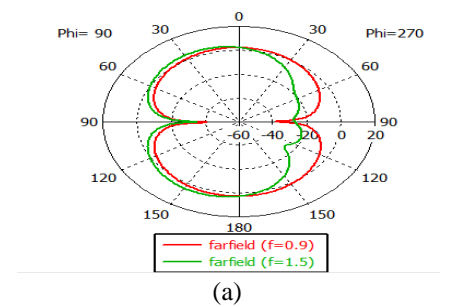 0
Phi= 90 30 30 Phi=270
60 60
90 -60 -40 -20 0 20 90
120 120
150 150
180
farfield (f=0.9)
farfield (f=1.5)
(a)